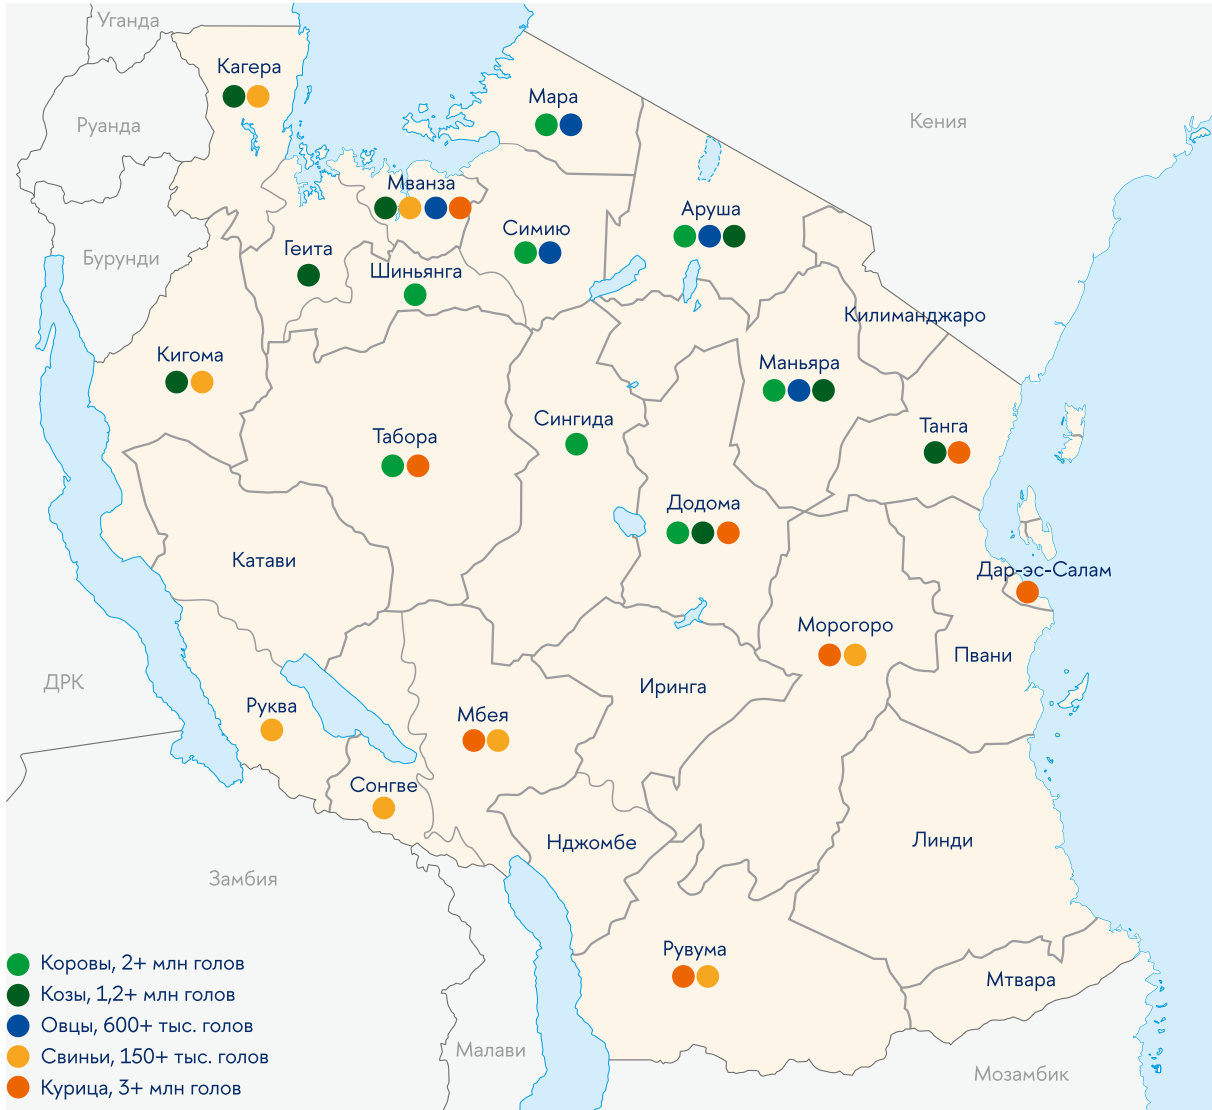 Уганда
Кагера
Мара
Руанда
Кения
Мванза
Аруша
Симию
Геита
Бурунди
Шиньянга
Килиманджаро
Кигома
Маньяра
Сингида
Танга
Табора
Додома
Катави
Дар-эс-Салам
Морогоро
Пвани
ДРК
Иринга
Руква
Мбея
Сонгве
Нджомбе
Линди
Замбия
Рувума
Мтвара
Малави
Мозамбик
Коровы, 2+ млн голов
Козы, 1,2+ млн голов
Овцы, 600+ тыс. голов
Свиньи, 150+ тыс. голов
Курица, 3+ млн голов